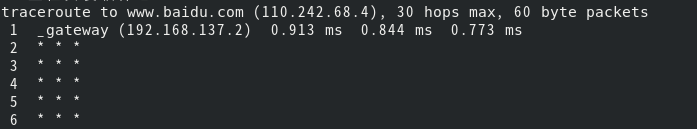 traceroute to www.baidu.com (110.242.68.4), 30 hops max, 60 byte packets
1 _gateway (192.168.137.2) 0.913 ms 0.844 ms 0.773 ms
2 * * *
3 * * *
4 * * *
5 * * *
6 * * *